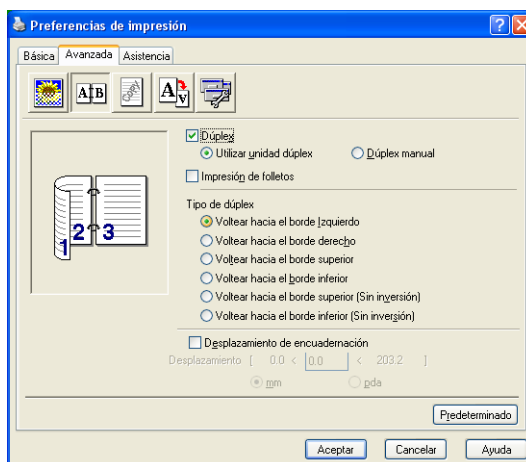 Preferencias de impresión
Básica Avanzada Asistencia
A B
A A
Dúplex
Utilizar unidad dúplex Dúplex manual
Impresión de folletos
1 2 3
Tipo de dúplex
Voltear hacia el borde Izquierdo
Voltear hacia el borde derecho
Voltear hacia el borde superior
Voltear hacia el borde inferior
Voltear hacia el borde superior (Sin inversión)
Voltear hacia el borde inferior (Sin inversión)
Desplazamiento de encuadernación
Desplazamiento [ 0.0 < 0.0 < 203.2 ]
mm pda
Predeterminado
Aceptar Cancelar Ayuda